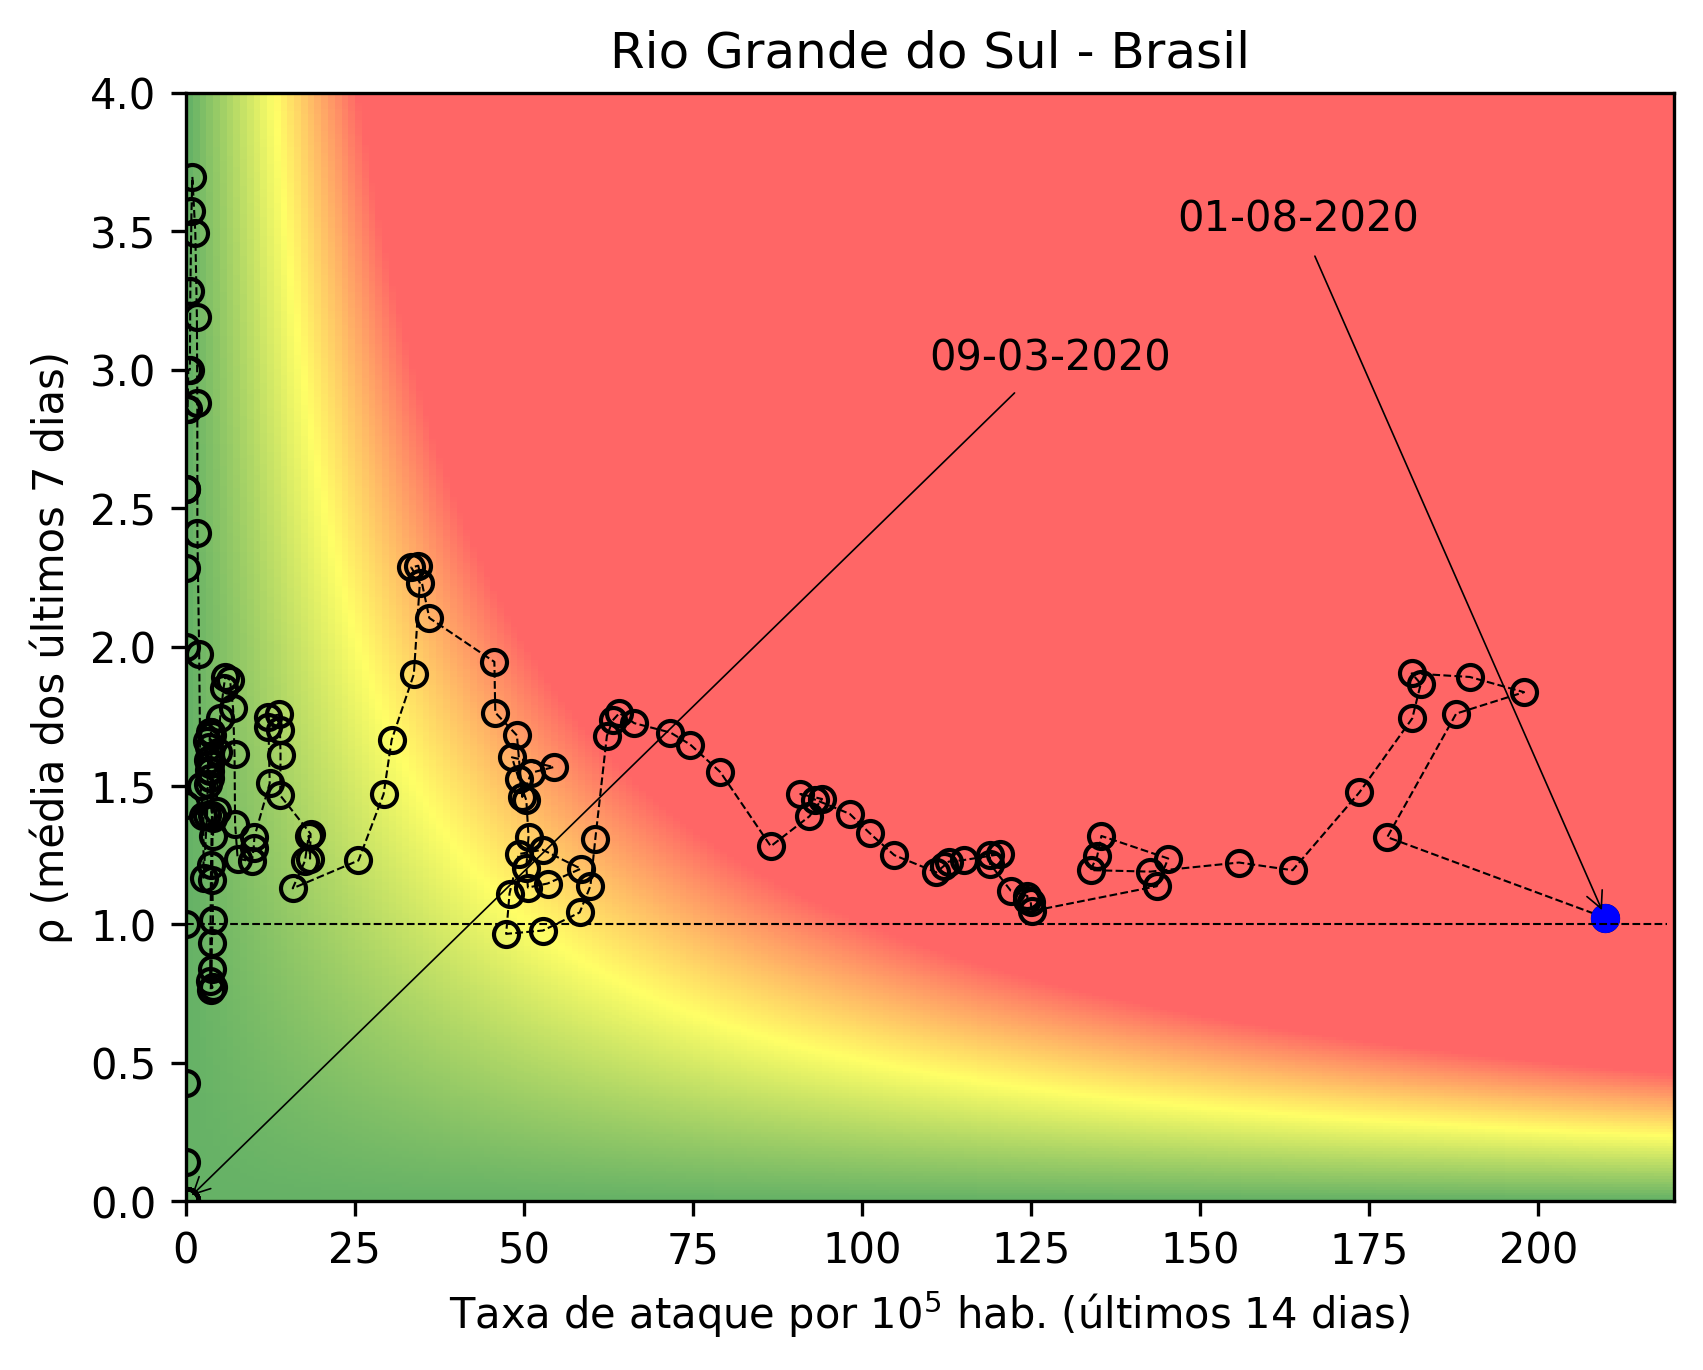 Rio Grande do Sul - Brasil
4.0
3.5
3.0
2.5
2.0
1.5
1.0
0.5
0.0
ρ (média dos últimos 7 dias)
01-08-2020
09-03-2020
0 25 50 75 100 125 150 175 200
Taxa de ataque por 10⁵ hab. (últimos 14 dias)